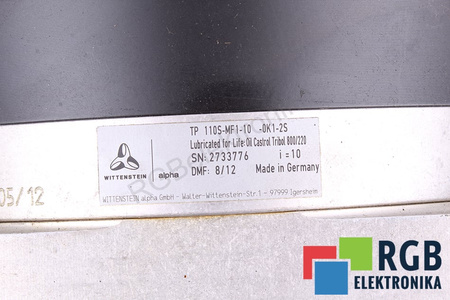 TP 110S-MF1-10 -0K1-2S
Lubricated for Life: Oil Castrol Tribol 800/220
SN: 2733776 i = 10
DMF: 8/12 Made in Germany
WITTENSTEIN alpha
WITTENSTEIN alpha GmbH - Walter-Wittenstein-Str.1 - 97999 Igersheim
05/12
RGB
ELEKTRONIKA